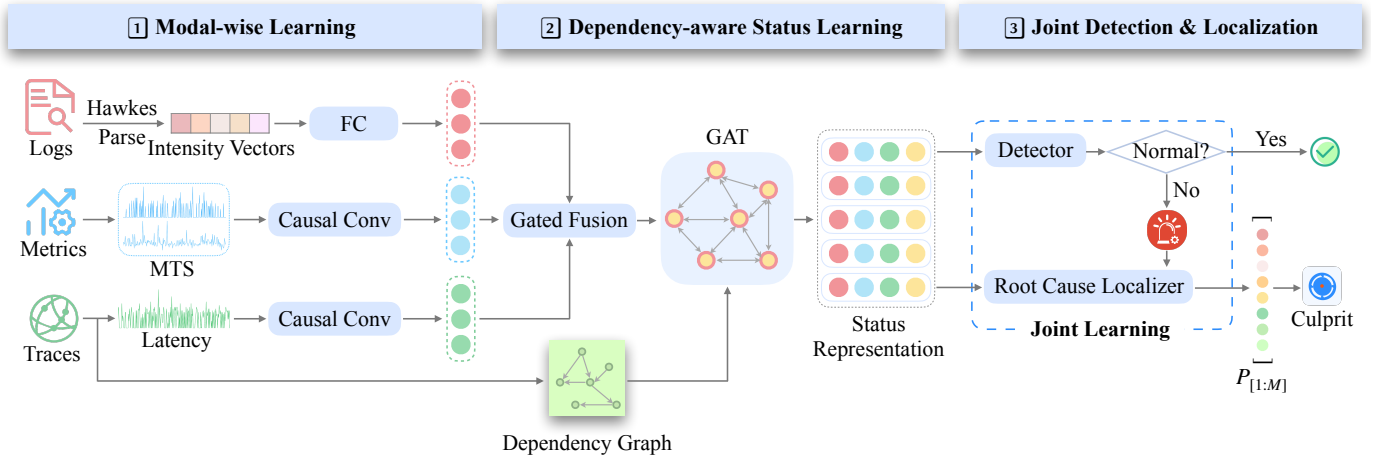 1 Modal-wise Learning
2 Dependency-aware Status Learning
3 Joint Detection & Localization
Logs
Hawkes
Parse
Intensity Vectors
FC
Metrics
MTS
Causal Conv
Traces
Latency
Causal Conv
Gated Fusion
Dependency Graph
GAT
Status
Representation
Detector
Normal?
Yes
No
Root Cause Localizer
Joint Learning
[ ]
P[1:M]
Culprit